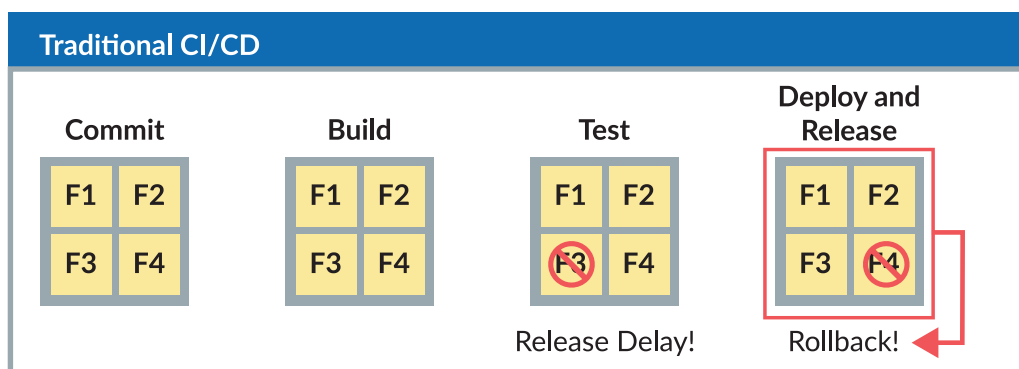 Traditional CI/CD
Commit
Build
Test
Deploy and
Release
F1 F2
F3 F4
F1 F2
F3 F4
F1 F2
F3 F4
F1 F2
F3 F4
Release Delay!
Rollback!